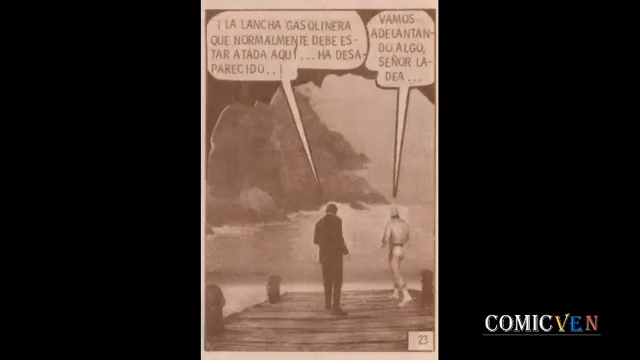 ¡LA LANCHA GASOLINERA
QUE NORMALMENTE DEBE ES-
TAR ATADA AQUÍ... HA DESA-
PARECIDO..!
VAMOS
ADELANTAN-
DO ALGO,
SEÑOR LA-
DEA...
23
COMICVEN